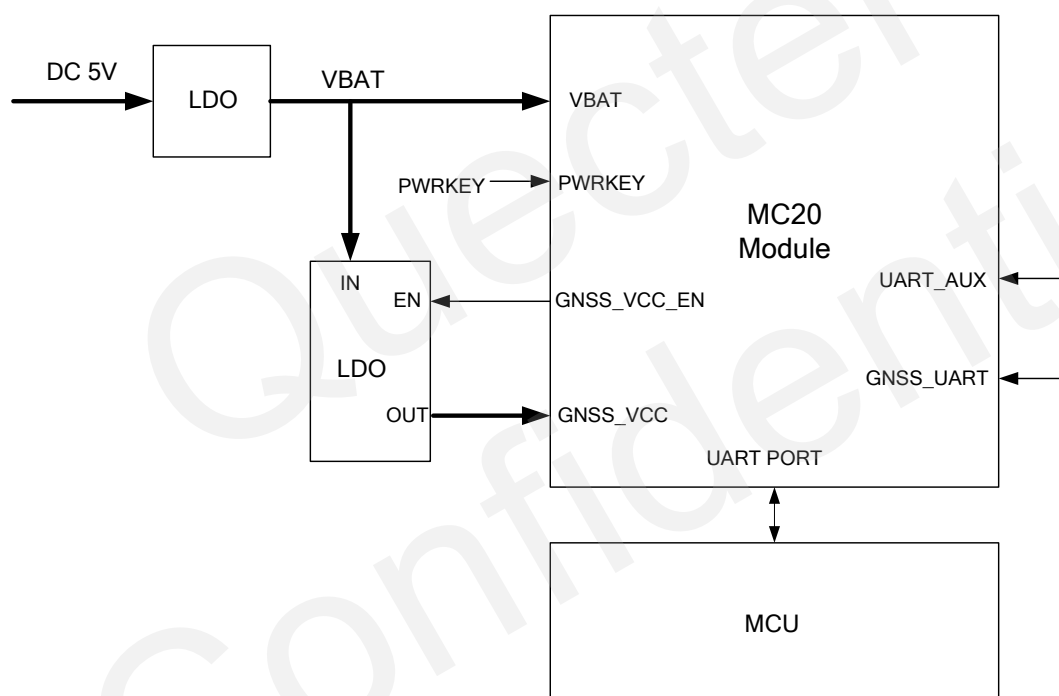 DC 5V
LDO
VBAT
VBAT
PWRKEY
PWRKEY
MC20
Module
IN
EN
GNSS_VCC_EN
UART_AUX
LDO
GNSS_UART
OUT
GNSS_VCC
UART PORT
MCU
Quectel
Confidenti